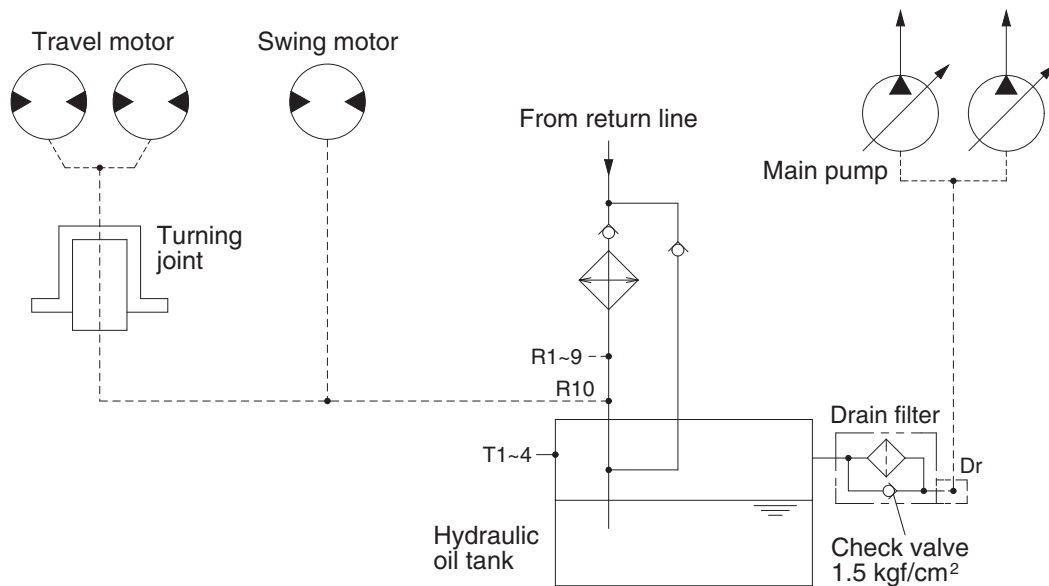 Travel motor
Swing motor
From return line
Main pump
Turning
joint
R1~9
R10
T1~4
Drain filter
Dr
Hydraulic
oil tank
Check valve
1.5 kgf/cm²